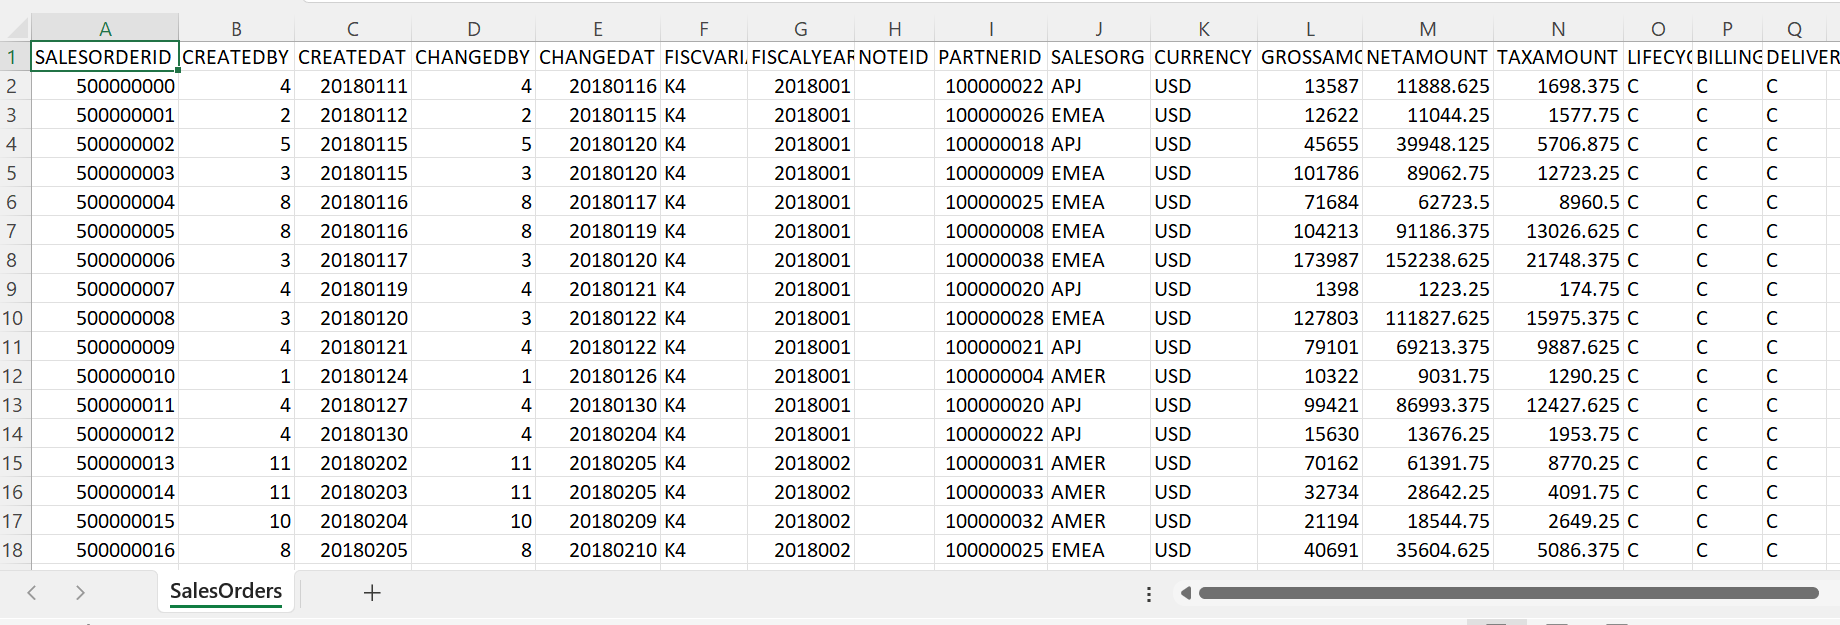 A B C D E F G H I J K L M N O P Q
1 SALESORDERID CREATEDBY CREATEDAT CHANGEDBY CHANGEDAT FISCVARI FISCALYEAR NOTEID PARTNERID SALESORG CURRENCY GROSSAMO NETAMOUNT TAXAMOUNT LIFECYC BILLING DELIVER
2 500000000 4 20180111 4 20180116 K4 2018001 100000022 APJ USD 13587 11888.625 1698.375 C C C
3 500000001 2 20180112 2 20180115 K4 2018001 100000026 EMEA USD 12622 11044.25 1577.75 C C C
4 500000002 5 20180115 5 20180120 K4 2018001 100000018 APJ USD 45655 39948.125 5706.875 C C C
5 500000003 3 20180115 3 20180120 K4 2018001 100000009 EMEA USD 101786 89062.75 12723.25 C C C
6 500000004 8 20180116 8 20180117 K4 2018001 100000025 EMEA USD 71684 62723.5 8960.5 C C C
7 500000005 8 20180116 8 20180119 K4 2018001 100000008 EMEA USD 104213 91186.375 13026.625 C C C
8 500000006 3 20180117 3 20180120 K4 2018001 100000038 EMEA USD 173987 152238.625 21748.375 C C C
9 500000007 4 20180119 4 20180121 K4 2018001 100000020 APJ USD 1398 1223.25 174.75 C C C
10 500000008 3 20180120 3 20180122 K4 2018001 100000028 EMEA USD 127803 111827.625 15975.375 C C C
11 500000009 4 20180121 4 20180122 K4 2018001 100000021 APJ USD 79101 69213.375 9887.625 C C C
12 500000010 1 20180124 1 20180126 K4 2018001 100000004 AMER USD 10322 9031.75 1290.25 C C C
13 500000011 4 20180127 4 20180130 K4 2018001 100000020 APJ USD 99421 86993.375 12427.625 C C C
14 500000012 4 20180130 4 20180204 K4 2018001 100000022 APJ USD 15630 13676.25 1953.75 C C C
15 500000013 11 20180202 11 20180205 K4 2018002 100000031 AMER USD 70162 61391.75 8770.25 C C C
16 500000014 11 20180203 11 20180205 K4 2018002 100000033 AMER USD 32734 28642.25 4091.75 C C C
17 500000015 10 20180204 10 20180209 K4 2018002 100000032 AMER USD 21194 18544.75 2649.25 C C C
18 500000016 8 20180205 8 20180210 K4 2018002 100000025 EMEA USD 40691 35604.625 5086.375 C C C
SalesOrders